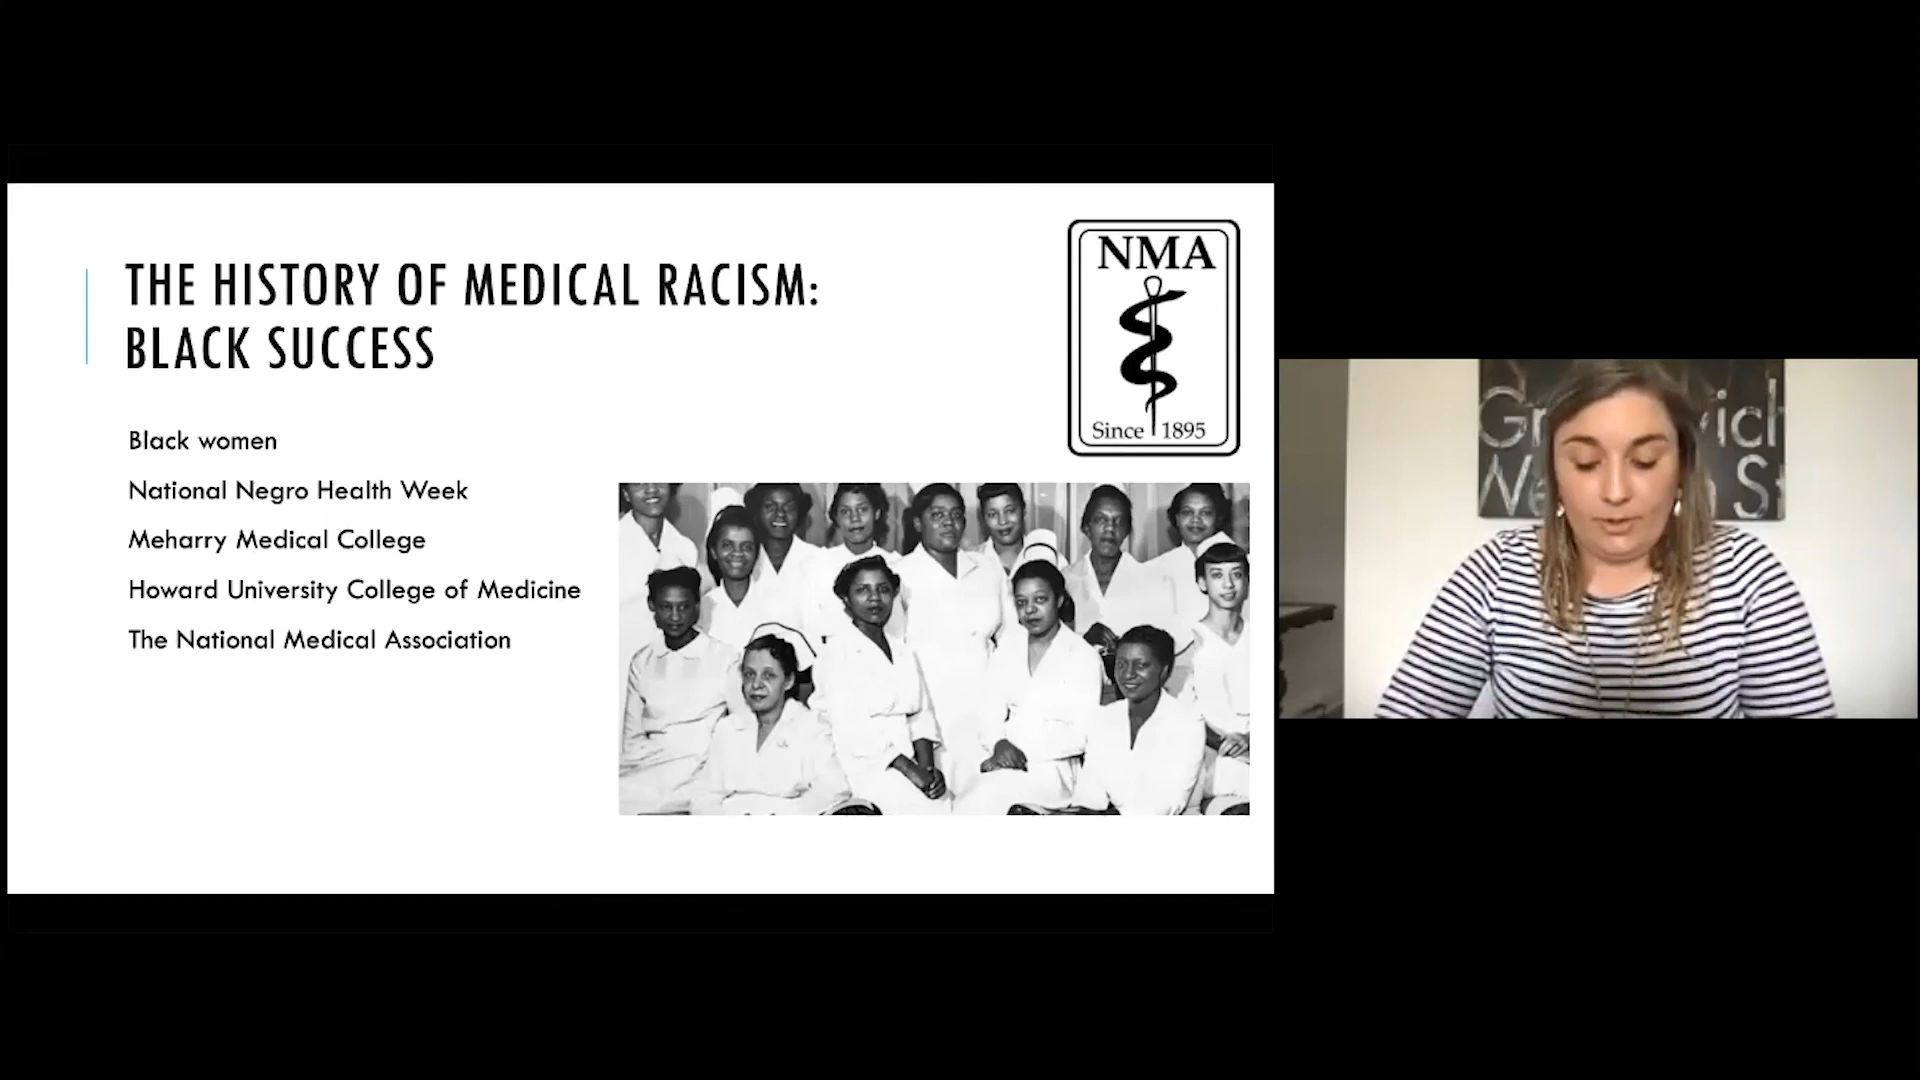 THE HISTORY OF MEDICAL RACISM:
BLACK SUCCESS
NMA
Since 1895
Black women
National Negro Health Week
Meharry Medical College
Howard University College of Medicine
The National Medical Association